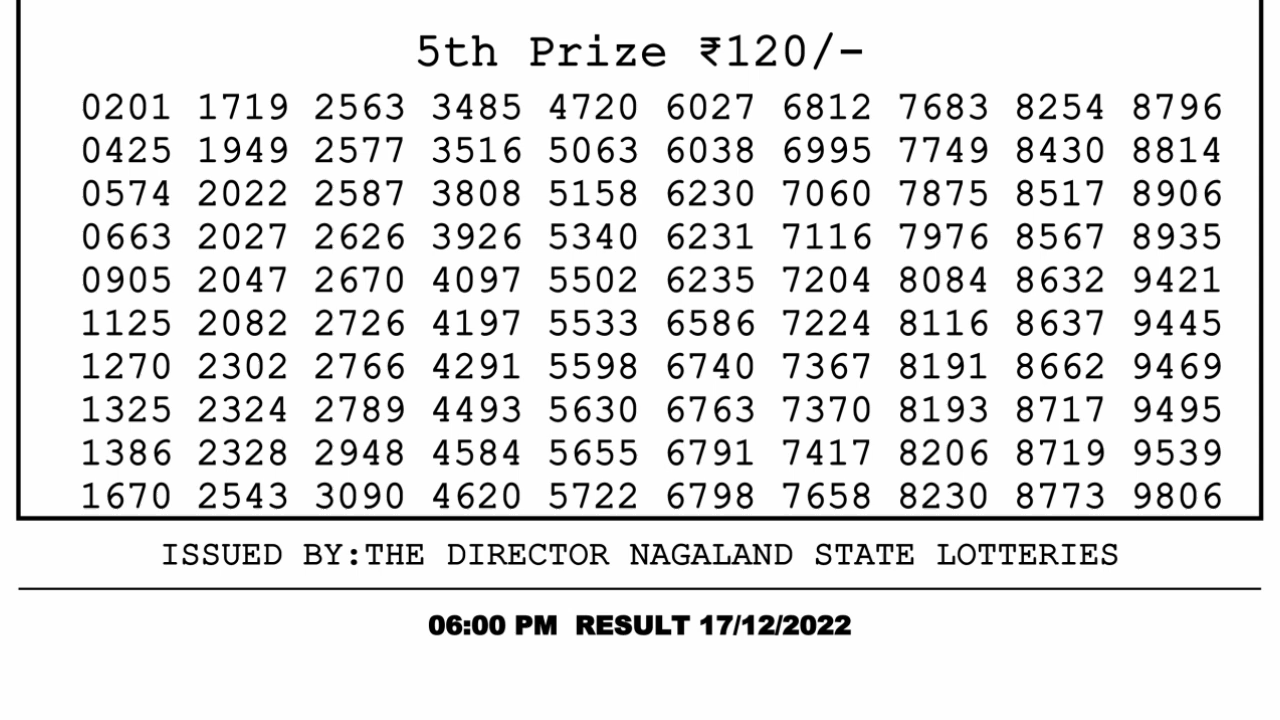 5th Prize ₹120/-
0201 1719 2563 3485 4720 6027 6812 7683 8254 8796
0425 1949 2577 3516 5063 6038 6995 7749 8430 8814
0574 2022 2587 3808 5158 6230 7060 7875 8517 8906
0663 2027 2626 3926 5340 6231 7116 7976 8567 8935
0905 2047 2670 4097 5502 6235 7204 8084 8632 9421
1125 2082 2726 4197 5533 6586 7224 8116 8637 9445
1270 2302 2766 4291 5598 6740 7367 8191 8662 9469
1325 2324 2789 4493 5630 6763 7370 8193 8717 9495
1386 2328 2948 4584 5655 6791 7417 8206 8719 9539
1670 2543 3090 4620 5722 6798 7658 8230 8773 9806
ISSUED BY:THE DIRECTOR NAGALAND STATE LOTTERIES
06:00 PM RESULT 17/12/2022